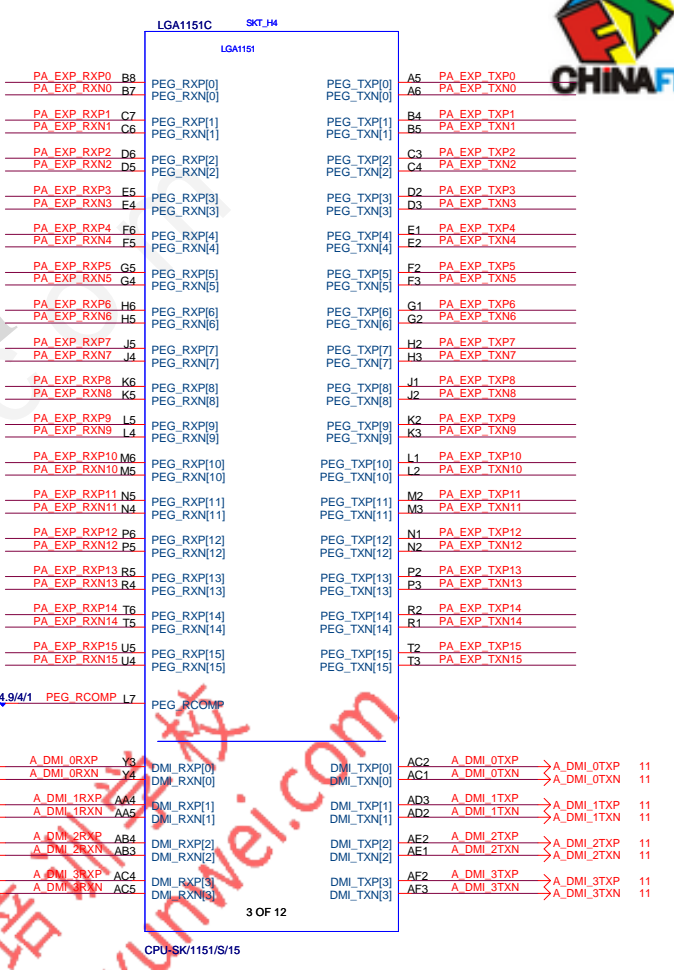 LGA1151C SKT_H4
LGA1151
CHINAF
PA_EXP_RXP0 B8 PEG_RXP[0] PEG_TXP[0] A5 PA_EXP_TXP0
PA_EXP_RXN0 B7 PEG_RXN[0] PEG_TXN[0] A6 PA_EXP_TXN0
PA_EXP_RXP1 C7 PEG_RXP[1] PEG_TXP[1] B4 PA_EXP_TXP1
PA_EXP_RXN1 C6 PEG_RXN[1] PEG_TXN[1] B5 PA_EXP_TXN1
PA_EXP_RXP2 D6 PEG_RXP[2] PEG_TXP[2] C3 PA_EXP_TXP2
PA_EXP_RXN2 D5 PEG_RXN[2] PEG_TXN[2] C4 PA_EXP_TXN2
PA_EXP_RXP3 E5 PEG_RXP[3] PEG_TXP[3] D2 PA_EXP_TXP3
PA_EXP_RXN3 E4 PEG_RXN[3] PEG_TXN[3] D3 PA_EXP_TXN3
PA_EXP_RXP4 F6 PEG_RXP[4] PEG_TXP[4] E1 PA_EXP_TXP4
PA_EXP_RXN4 F5 PEG_RXN[4] PEG_TXN[4] E2 PA_EXP_TXN4
PA_EXP_RXP5 G5 PEG_RXP[5] PEG_TXP[5] F2 PA_EXP_TXP5
PA_EXP_RXN5 G4 PEG_RXN[5] PEG_TXN[5] F3 PA_EXP_TXN5
PA_EXP_RXP6 H6 PEG_RXP[6] PEG_TXP[6] G1 PA_EXP_TXP6
PA_EXP_RXN6 H5 PEG_RXN[6] PEG_TXN[6] G2 PA_EXP_TXN6
PA_EXP_RXP7 J5 PEG_RXP[7] PEG_TXP[7] H2 PA_EXP_TXP7
PA_EXP_RXN7 J4 PEG_RXN[7] PEG_TXN[7] H3 PA_EXP_TXN7
PA_EXP_RXP8 K6 PEG_RXP[8] PEG_TXP[8] J1 PA_EXP_TXP8
PA_EXP_RXN8 K5 PEG_RXN[8] PEG_TXN[8] J2 PA_EXP_TXN8
PA_EXP_RXP9 L5 PEG_RXP[9] PEG_TXP[9] K2 PA_EXP_TXP9
PA_EXP_RXN9 L4 PEG_RXN[9] PEG_TXN[9] K3 PA_EXP_TXN9
PA_EXP_RXP10 M6 PEG_RXP[10] PEG_TXP[10] L1 PA_EXP_TXP10
PA_EXP_RXN10 M5 PEG_RXN[10] PEG_TXN[10] L2 PA_EXP_TXN10
PA_EXP_RXP11 N5 PEG_RXP[11] PEG_TXP[11] M2 PA_EXP_TXP11
PA_EXP_RXN11 N4 PEG_RXN[11] PEG_TXN[11] M3 PA_EXP_TXN11
PA_EXP_RXP12 P6 PEG_RXP[12] PEG_TXP[12] N1 PA_EXP_TXP12
PA_EXP_RXN12 P5 PEG_RXN[12] PEG_TXN[12] N2 PA_EXP_TXN12
PA_EXP_RXP13 R5 PEG_RXP[13] PEG_TXP[13] P2 PA_EXP_TXP13
PA_EXP_RXN13 R4 PEG_RXN[13] PEG_TXN[13] P3 PA_EXP_TXN13
PA_EXP_RXP14 T6 PEG_RXP[14] PEG_TXP[14] R2 PA_EXP_TXP14
PA_EXP_RXN14 T5 PEG_RXN[14] PEG_TXN[14] R1 PA_EXP_TXN14
PA_EXP_RXP15 U5 PEG_RXP[15] PEG_TXP[15] T2 PA_EXP_TXP15
PA_EXP_RXN15 U4 PEG_RXN[15] PEG_TXN[15] T3 PA_EXP_TXN15
4.9/4/1 PEG_RCOMP L7 PEG_RCOMP
A_DMI_0RXP Y3 DMI_RXP[0] DMI_TXP[0] AC2 A_DMI_0TXP A_DMI_0TXP 11
A_DMI_0RXN Y4 DMI_RXN[0] DMI_TXN[0] AC1 A_DMI_0TXN A_DMI_0TXN 11
A_DMI_1RXP AA4 DMI_RXP[1] DMI_TXP[1] AD3 A_DMI_1TXP A_DMI_1TXP 11
A_DMI_1RXN AA5 DMI_RXN[1] DMI_TXN[1] AD2 A_DMI_1TXN A_DMI_1TXN 11
A_DMI_2RXP AB4 DMI_RXP[2] DMI_TXP[2] AE2 A_DMI_2TXP A_DMI_2TXP 11
A_DMI_2RXN AB3 DMI_RXN[2] DMI_TXN[2] AE1 A_DMI_2TXN A_DMI_2TXN 11
A_DMI_3RXP AC4 DMI_RXP[3] DMI_TXP[3] AF2 A_DMI_3TXP A_DMI_3TXP 11
A_DMI_3RXN AC5 DMI_RXN[3] DMI_TXN[3] AF3 A_DMI_3TXN A_DMI_3TXN 11
3 OF 12
CPU-SK/1151/S/15
培训学校
xunwei.com